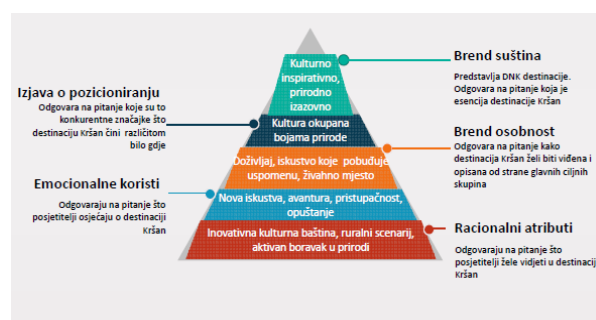 Kulturno
inspirativno,
prirodno
izazovno
Kultura okupana
bojama prirode
Doživljaj, iskustvo koje pobuđuje
uspomenu, živahno mjesto
Nova iskustva, avantura, pristupačnost,
opuštanje
Inovativna kulturna baština, ruralni scenarij,
aktivan boravak u prirodi
Izjava o pozicioniranju
Odgovara na pitanje koje su to
konkurentne značajke što
destinaciju Kršan čini različitom
bilo gdje
Emocionalne koristi
Odgovaraju na pitanje što
posjetitelji osjećaju o destinaciji
Kršan
Brend suština
Predstavlja DNK destinacije.
Odgovara na pitanje koja je
esencija destinacije Kršan
Brend osobnost
Odgovara na pitanje kako
destinacija Kršan želi biti viđena i
opisana od strane glavnih ciljnih
skupina
Racionalni atributi
Odgovaraju na pitanje što
posjetitelji žele vidjeti u destinacij
Kršan